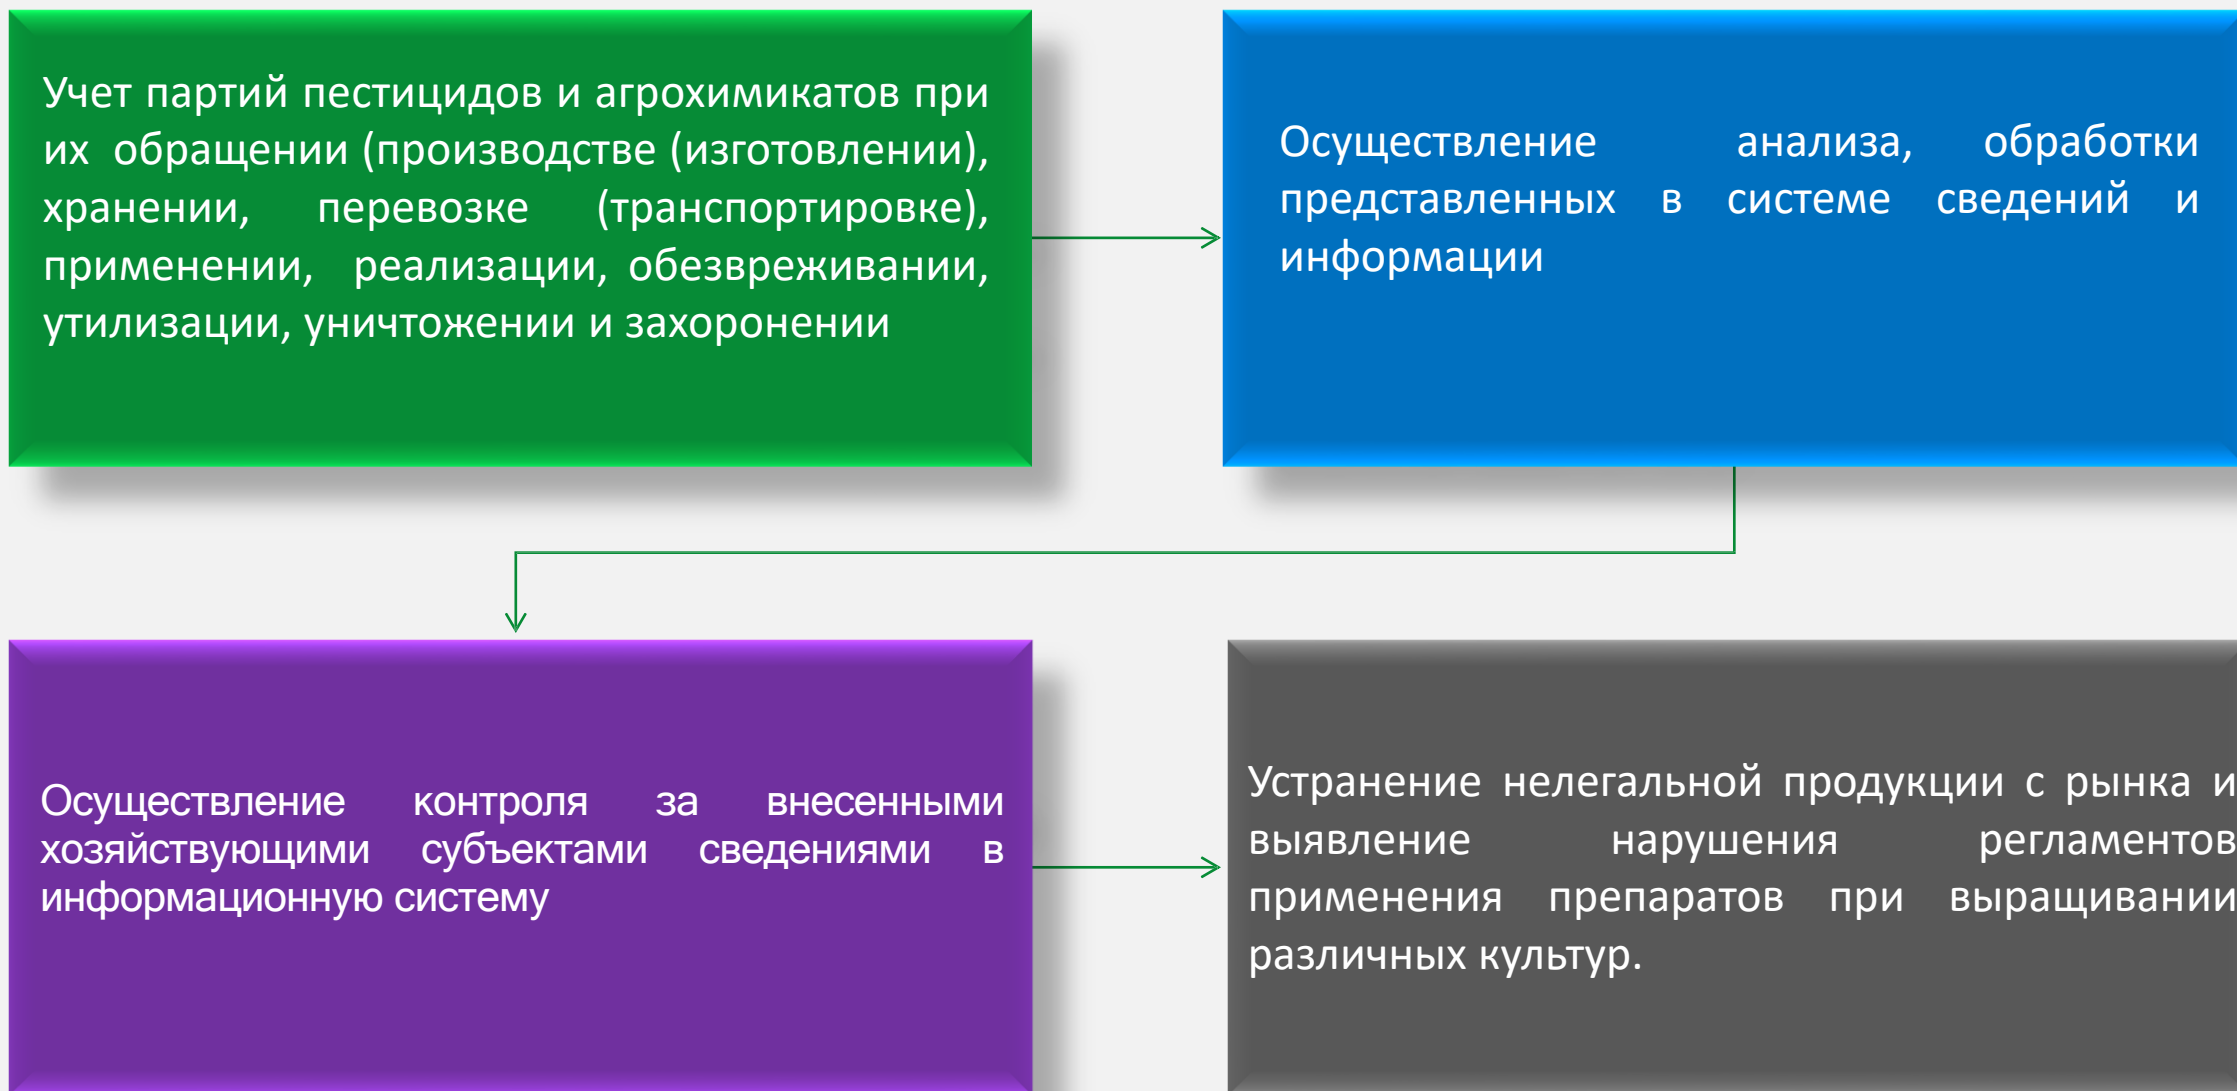 Учет партий пестицидов и агрохимикатов при
их обращении (производстве (изготовлении),
хранении, перевозке (транспортировке),
применении, реализации, обезвреживании,
утилизации, уничтожении и захоронении
Осуществление анализа, обработки
представленных в системе сведений и
информации
Осуществление контроля за внесенными
хозяйствующими субъектами сведениями в
информационную систему
Устранение нелегальной продукции с рынка и
выявление нарушения регламентов
применения препаратов при выращивании
различных культур.